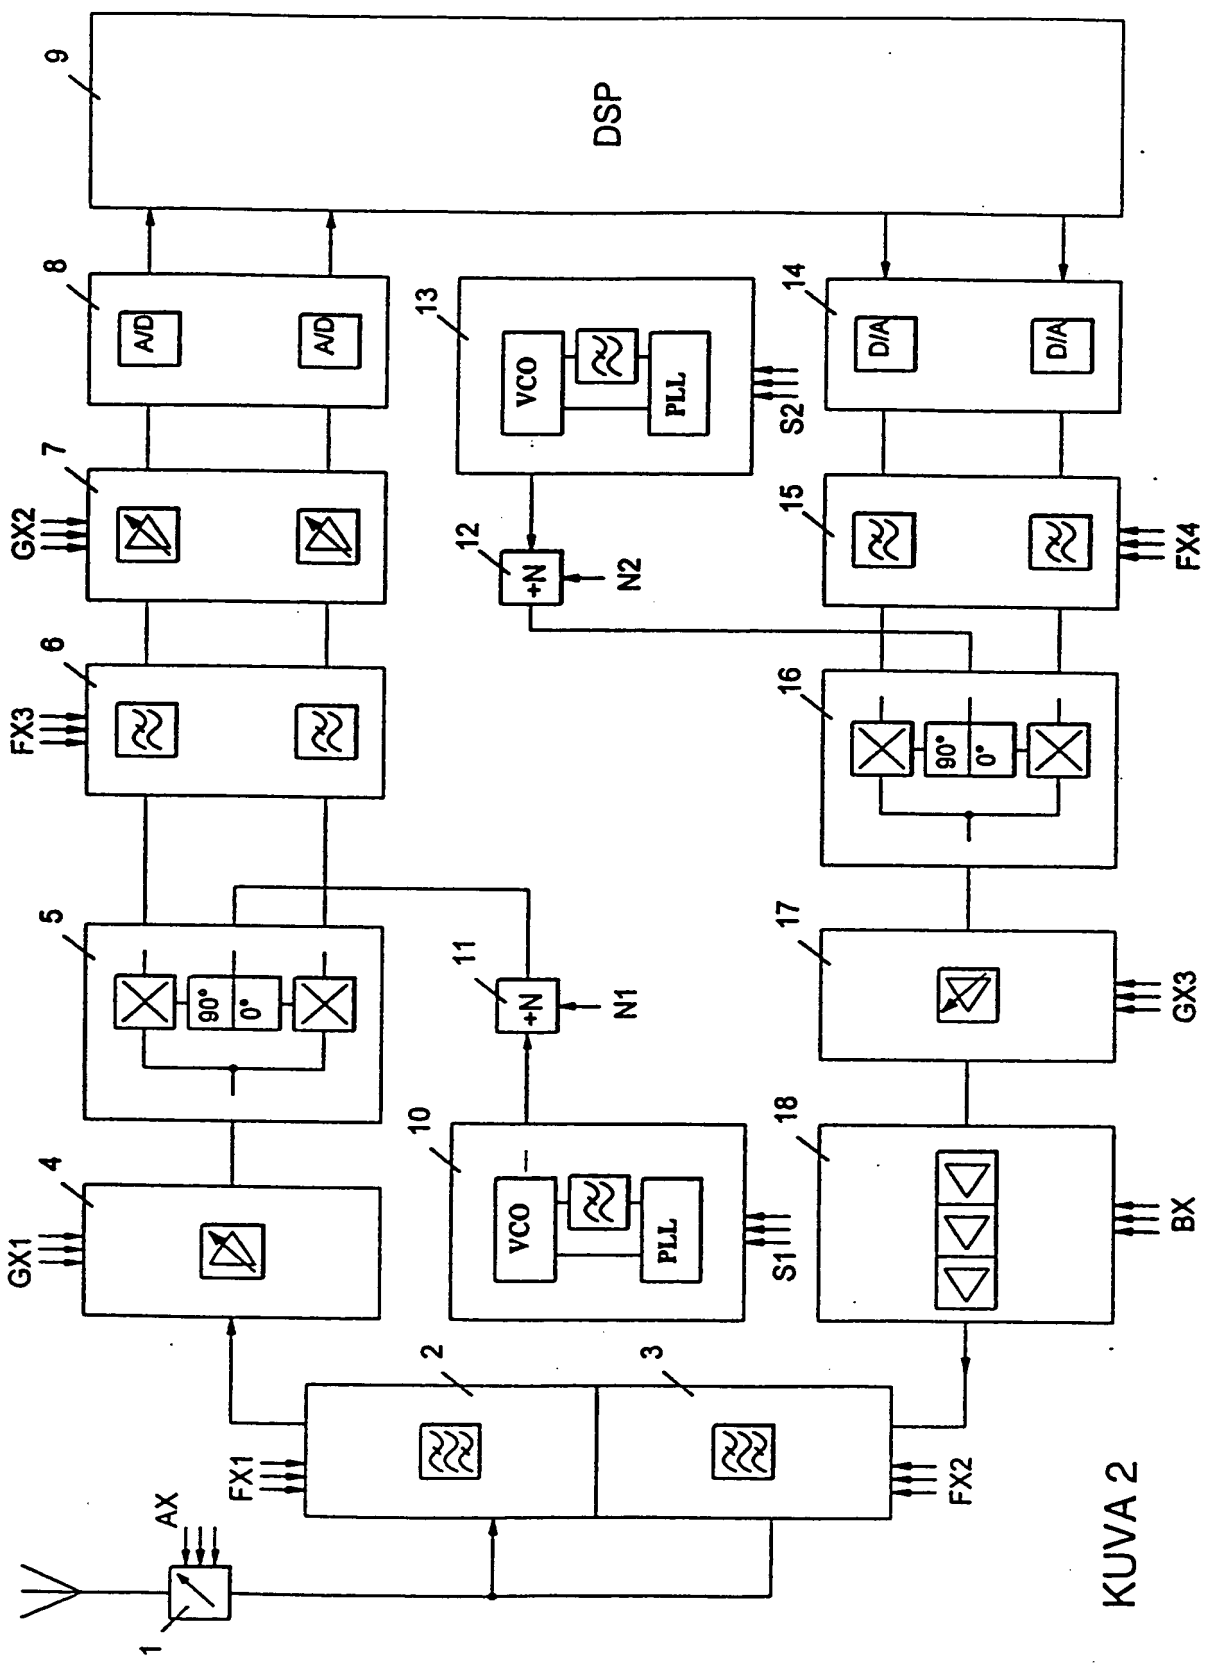 AX
1
FX1
2
3
FX2
GX1
4
5
90°
0°
FX3
6
GX2
7
8
A/D
A/D
9
DSP
10
VCO
PLL
S1
11
+N
N1
12
+N
N2
13
VCO
PLL
S2
14
D/A
D/A
15
FX4
16
90°
0°
17
GX3
18
BX
KUVA 2